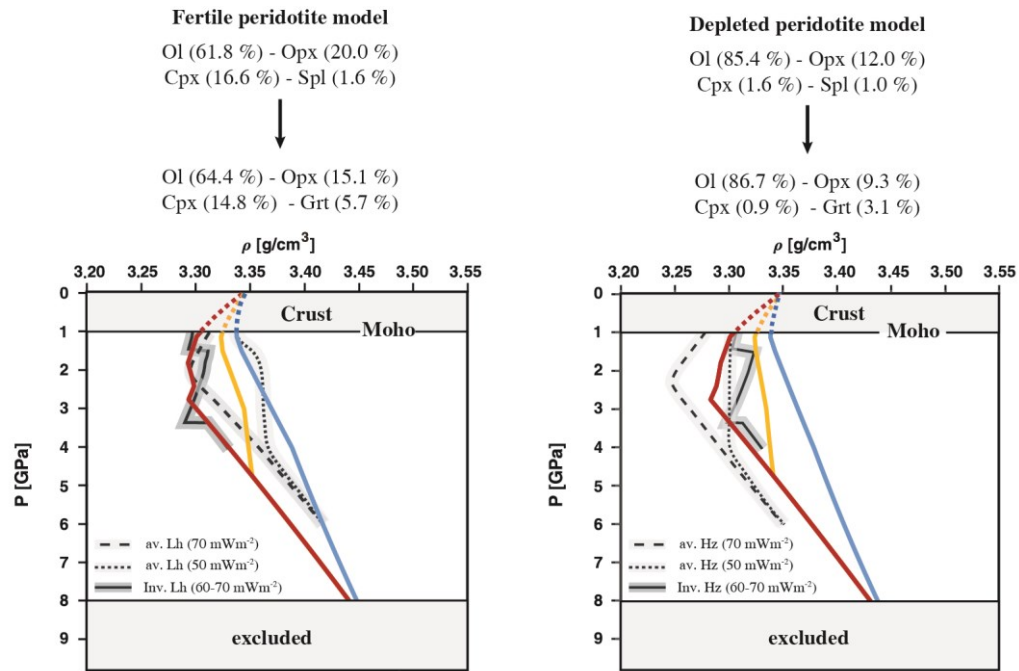 Fertile peridotite model
Ol (61.8 %) - Opx (20.0 %)
Cpx (16.6 %) - Spl (1.6 %)
Ol (64.4 %) - Opx (15.1 %)
Cpx (14.8 %) - Grt (5.7 %)
ρ [g/cm³]
3,20 3,25 3,30 3,35 3,40 3,45 3,55
0
1
2
3
4
5
6
7
8
9
P [GPa]
Crust
Moho
av. Lh (70 mWm⁻²)
av. Lh (50 mWm⁻²)
Inv. Lh (60-70 mWm⁻²)
excluded
Depleted peridotite model
Ol (85.4 %) - Opx (12.0 %)
Cpx (1.6 %) - Spl (1.0 %)
Ol (86.7 %) - Opx (9.3 %)
Cpx (0.9 %) - Grt (3.1 %)
ρ [g/cm³]
3,20 3,25 3,30 3,35 3,40 3,45 3,55
0
1
2
3
4
5
6
7
8
9
P [GPa]
Crust
Moho
av. Hz (70 mWm⁻²)
av. Hz (50 mWm⁻²)
Inv. Hz (60-70 mWm⁻²)
excluded